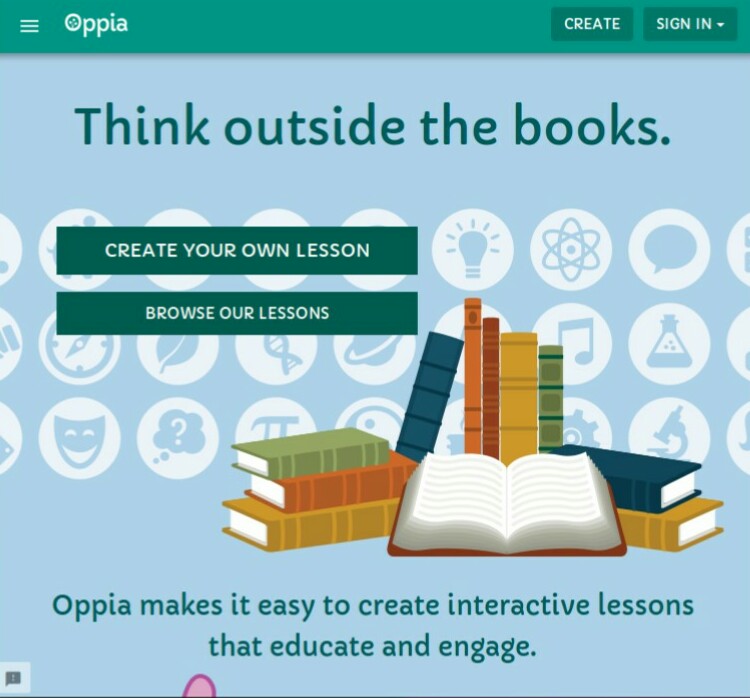 Oppia
CREATE
SIGN IN
Think outside the books.
CREATE YOUR OWN LESSON
BROWSE OUR LESSONS
?
π
Oppia makes it easy to create interactive lessons
that educate and engage.